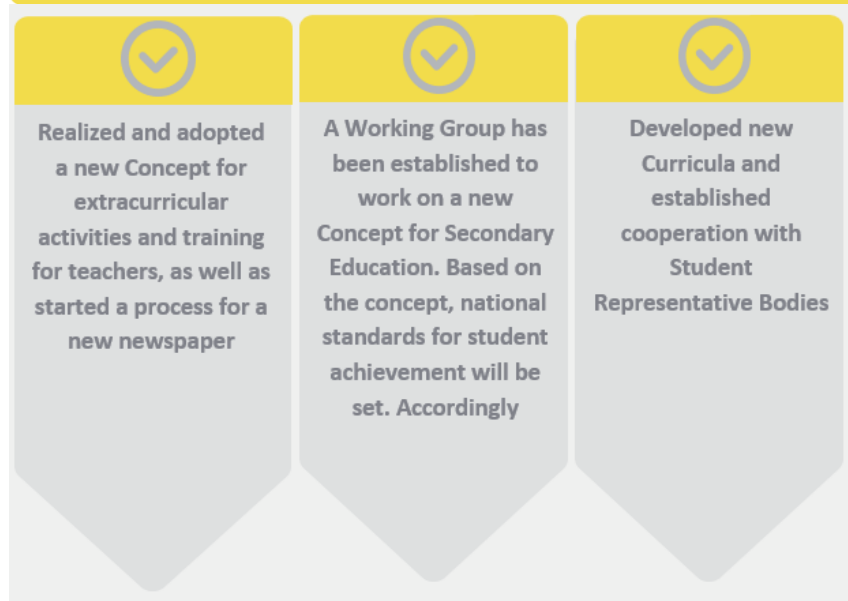 Realized and adopted
a new Concept for
extracurricular
activities and training
for teachers, as well as
started a process for a
new newspaper
A Working Group has
been established to
work on a new
Concept for Secondary
Education. Based on
the concept, national
standards for student
achievement will be
set. Accordingly
Developed new
Curricula and
established
cooperation with
Student
Representative Bodies